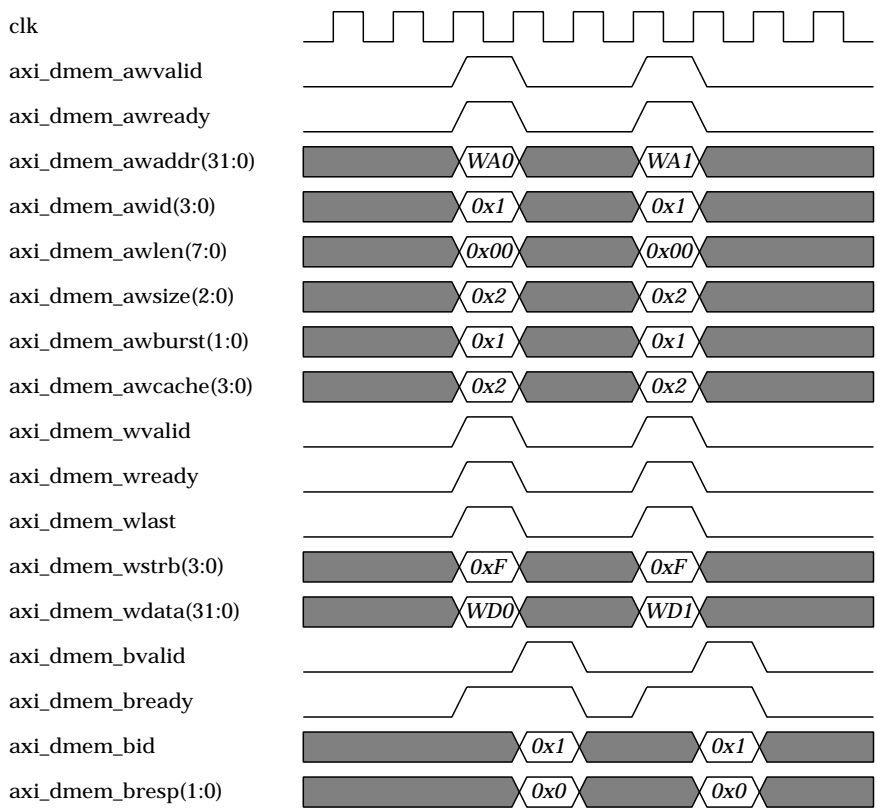 clk
axi_dmem_awvalid
axi_dmem_awready
axi_dmem_awaddr(31:0) WA0 WA1
axi_dmem_awid(3:0) 0x1 0x1
axi_dmem_awlen(7:0) 0x00 0x00
axi_dmem_awsize(2:0) 0x2 0x2
axi_dmem_awburst(1:0) 0x1 0x1
axi_dmem_awcache(3:0) 0x2 0x2
axi_dmem_wvalid
axi_dmem_wready
axi_dmem_wlast
axi_dmem_wstrb(3:0) 0xF 0xF
axi_dmem_wdata(31:0) WD0 WD1
axi_dmem_bvalid
axi_dmem_bready
axi_dmem_bid 0x1 0x1
axi_dmem_bresp(1:0) 0x0 0x0